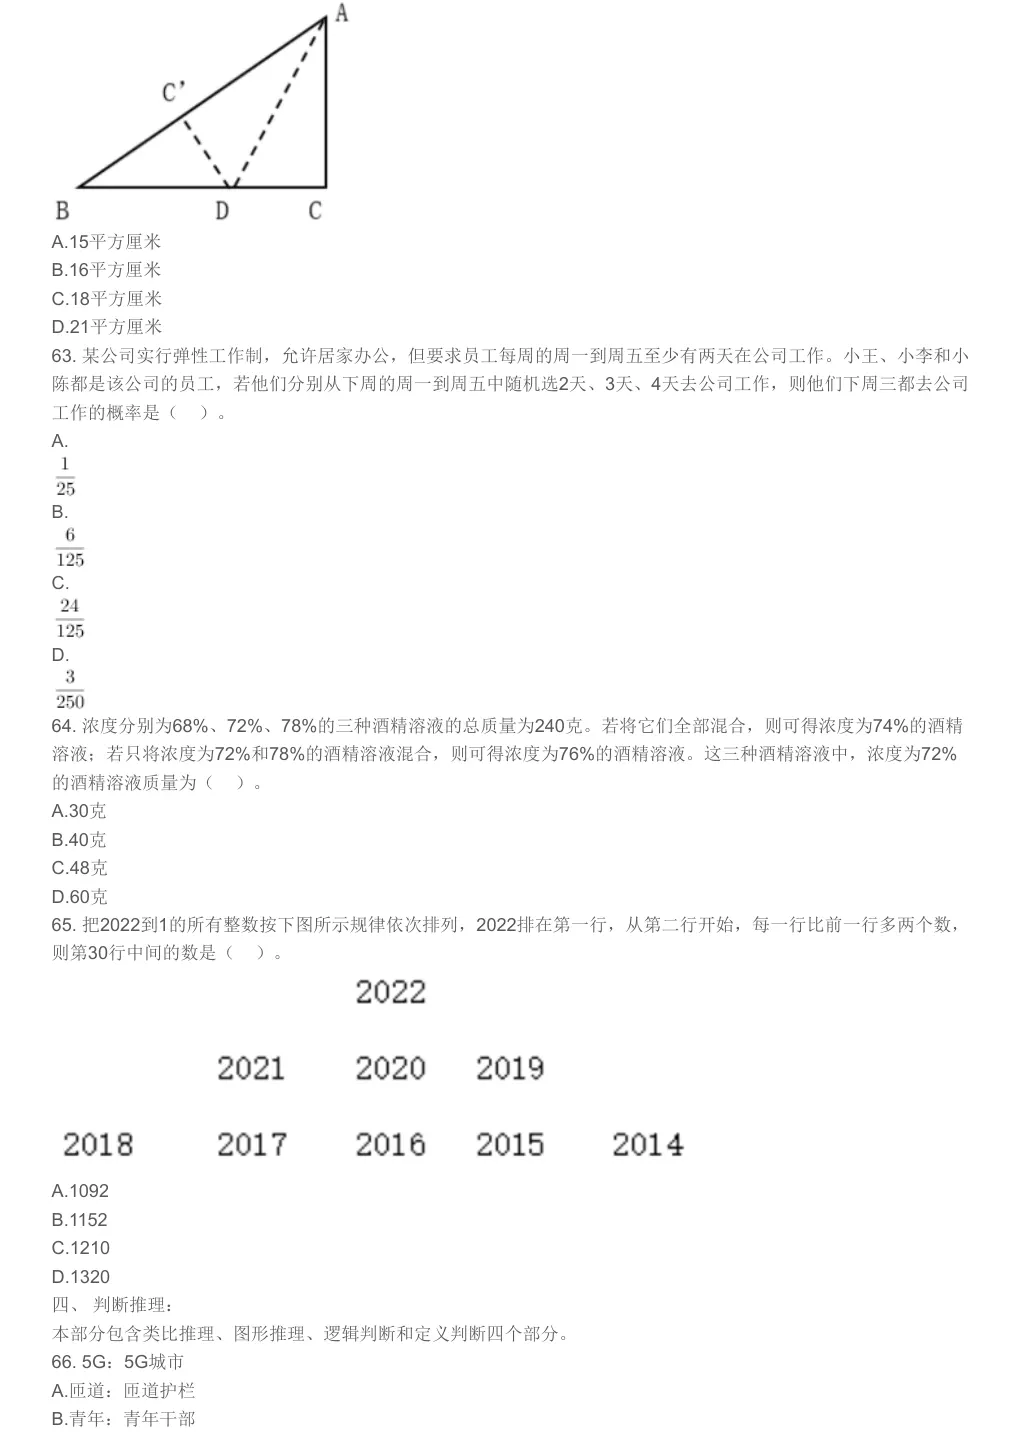 A
C'
B D C
A.15平方厘米
B.16平方厘米
C.18平方厘米
D.21平方厘米
63. 某公司实行弹性工作制，允许居家办公，但要求员工每周的周一到周五至少有两天在公司工作。小王、小李和小
陈都是该公司的员工，若他们分别从下周的周一到周五中随机选2天、3天、4天去公司工作，则他们下周三都去公司
工作的概率是（ ）。
A.
1
25
B.
6
125
C.
24
125
D.
3
250
64. 浓度分别为68%、72%、78%的三种酒精溶液的总质量为240克。若将它们全部混合，则可得浓度为74%的酒精
溶液；若只将浓度为72%和78%的酒精溶液混合，则可得浓度为76%的酒精溶液。这三种酒精溶液中，浓度为72%
的酒精溶液质量为（ ）。
A.30克
B.40克
C.48克
D.60克
65. 把2022到1的所有整数按下图所示规律依次排列，2022排在第一行，从第二行开始，每一行比前一行多两个数，
则第30行中间的数是（ ）。
2022
2021 2020 2019
2018 2017 2016 2015 2014
A.1092
B.1152
C.1210
D.1320
四、 判断推理：
本部分包含类比推理、图形推理、逻辑判断和定义判断四个部分。
66. 5G：5G城市
A.匝道：匝道护栏
B.青年：青年干部